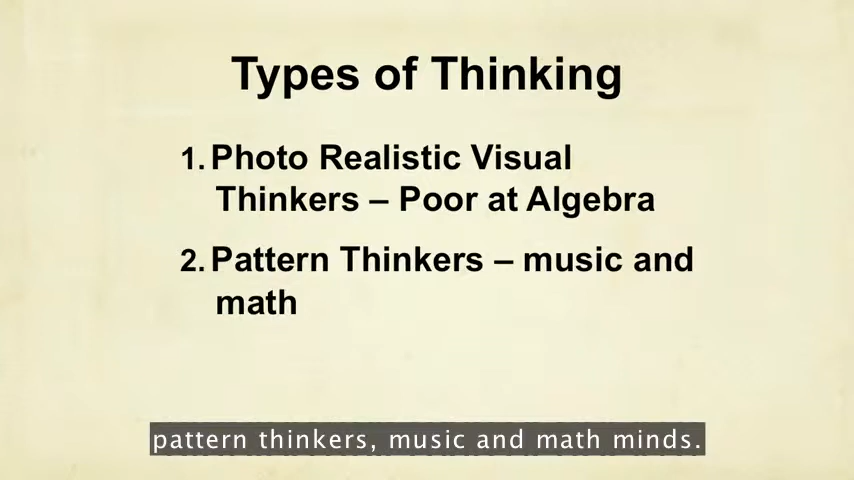 Types of Thinking
1. Photo Realistic Visual
Thinkers – Poor at Algebra
2. Pattern Thinkers – music and
math
pattern thinkers, music and math minds.